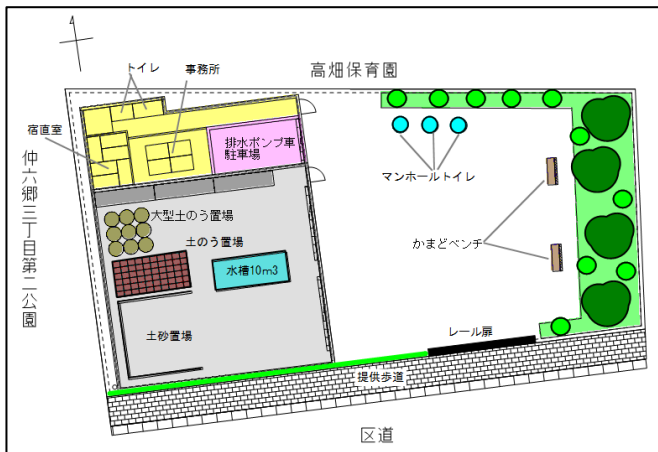 高畑保育園
トイレ
事務所
宿直室
排水ポンプ車
駐車場
マンホールトイレ
仲六郷三丁目第二公園
大型土のう置場
土のう置場
かまどベンチ
水槽10m3
土砂置場
レール扉
提供歩道
区道